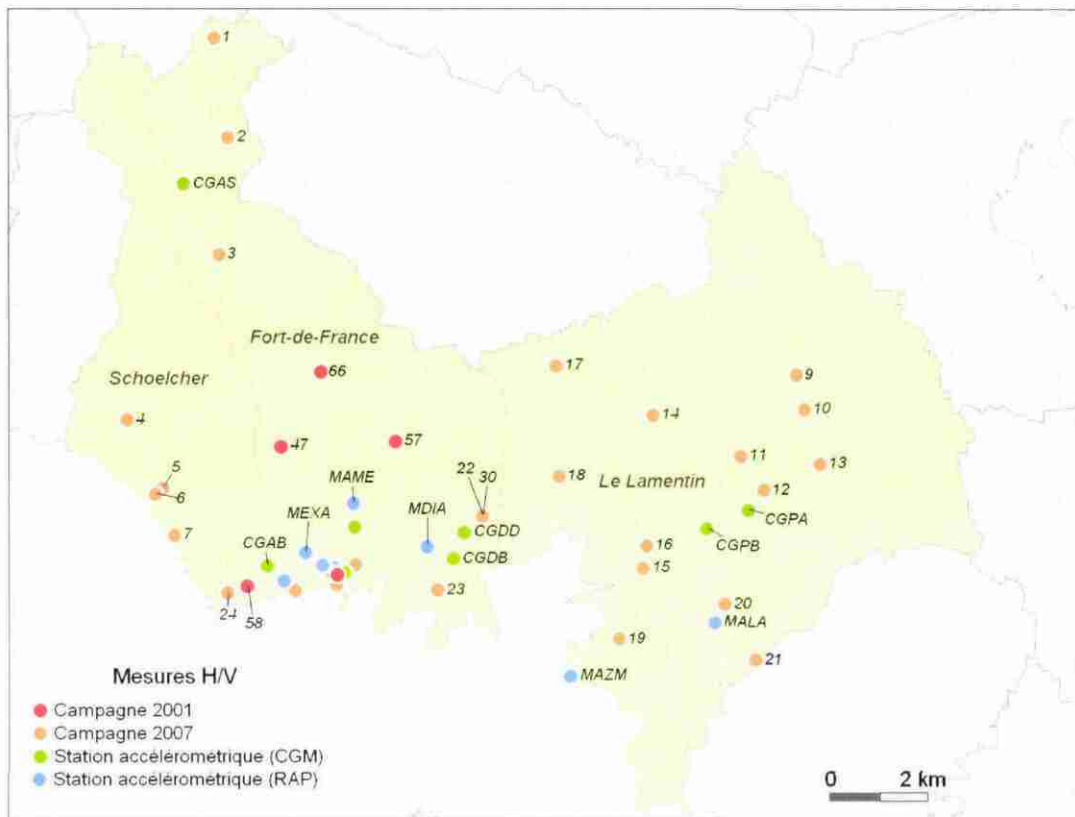 1
2
CGAS
3
Fort-de-France
66
17
9
Schoelcher
10
14
4
47
57
11
13
5
22 30
18
Le Lamentin
12
6
MAME
CGPA
MEXA
MDIA
CGDD
CGPB
7
16
CGAB
CGDB
15
24
58
23
20
MALA
19
21
MAZM
Mesures H/V
Campagne 2001
Campagne 2007
Station accélérométrique (CGM)
Station accélérométrique (RAP)
0 2 km